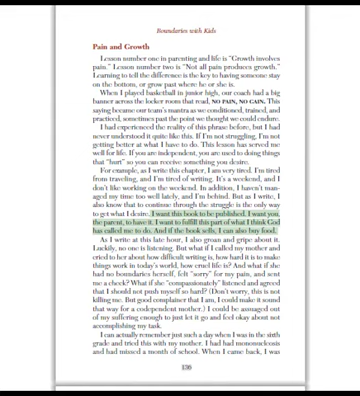 Boundaries with Kids
Pain and Growth
Lesson number one in parenting and life is "Growth involves
pain." Lesson number two is "Not all pain produces growth."
Learning to tell the difference is the key to having someone stay
on the bottom, or grow past where he or she is.
When I played basketball in junior high, our coach had a big
banner across the locker room that read, NO PAIN, NO GAIN. This
saying became our team's mantra as we conditioned, trained, and
practiced, sometimes past the point we thought we could endure.
I had experienced the reality of this phrase before, but I had
never understood it quite like this. If I'm not struggling, I'm not
getting better at what I have to do. This lesson has served me
well for life. If you are independent, you are used to doing things
that "hurt" so you can receive something you desire.
For example, as I write this chapter, I am very tired. I'm tired
from traveling, and I'm tired of writing. It's a weekend, and I
don't like working on the weekend. In addition, I haven't man-
aged my time too well lately, and I'm behind. But as I write, I
also know that to continue through the struggle is the only way
to get what I desire. I want this book to be published. I want you,
the parent, to have it. I want to fulfill this part of what I think God
has called me to do. And if the book sells, I can also buy food.
As I write at this late hour, I also groan and gripe about it.
Luckily, no one is listening. But what if I called my mother and
cried to her about how difficult writing is, how hard it is to make
things work in today's world, how cruel life is? And what if she
had no boundaries herself, felt "sorry" for my pain, and sent
me a check? What if she "compassionately" listened and agreed
that I should not push myself so hard? (Don't worry, this is not
killing me. But good complainer that I am, I could make it sound
that way for a codependent mother.) I could be assuaged out
of my suffering enough to just let it go and feel okay about not
accomplishing my task.
I can actually remember just such a day when I was in the sixth
grade and tried this with my mother. I had had mononucleosis
and had missed a month of school. When I came back, I was
136